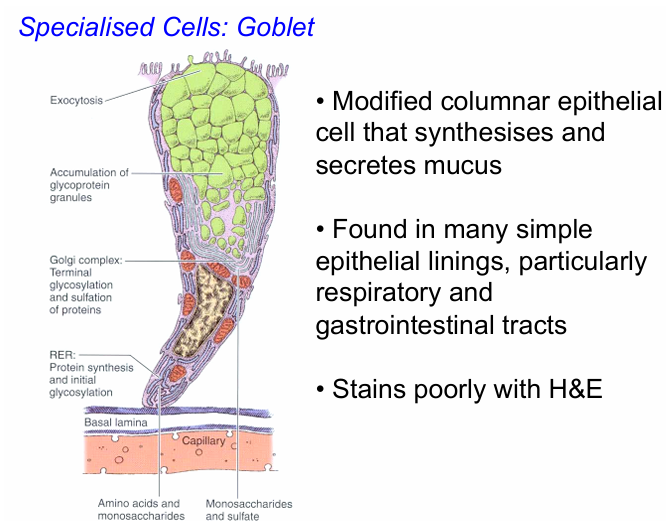 Specialised Cells: Goblet
Exocytosis
Accumulation of
glycoprotein
granules
Golgi complex:
Terminal
glycosylation
and sulfation
of proteins
RER:
Protein synthesis
and initial
glycosylation
Basal lamina
Capillary
Amino acids and
monosaccharides
Monosaccharides
and sulfate
• Modified columnar epithelial
cell that synthesises and
secretes mucus
• Found in many simple
epithelial linings, particularly
respiratory and
gastrointestinal tracts
• Stains poorly with H&E